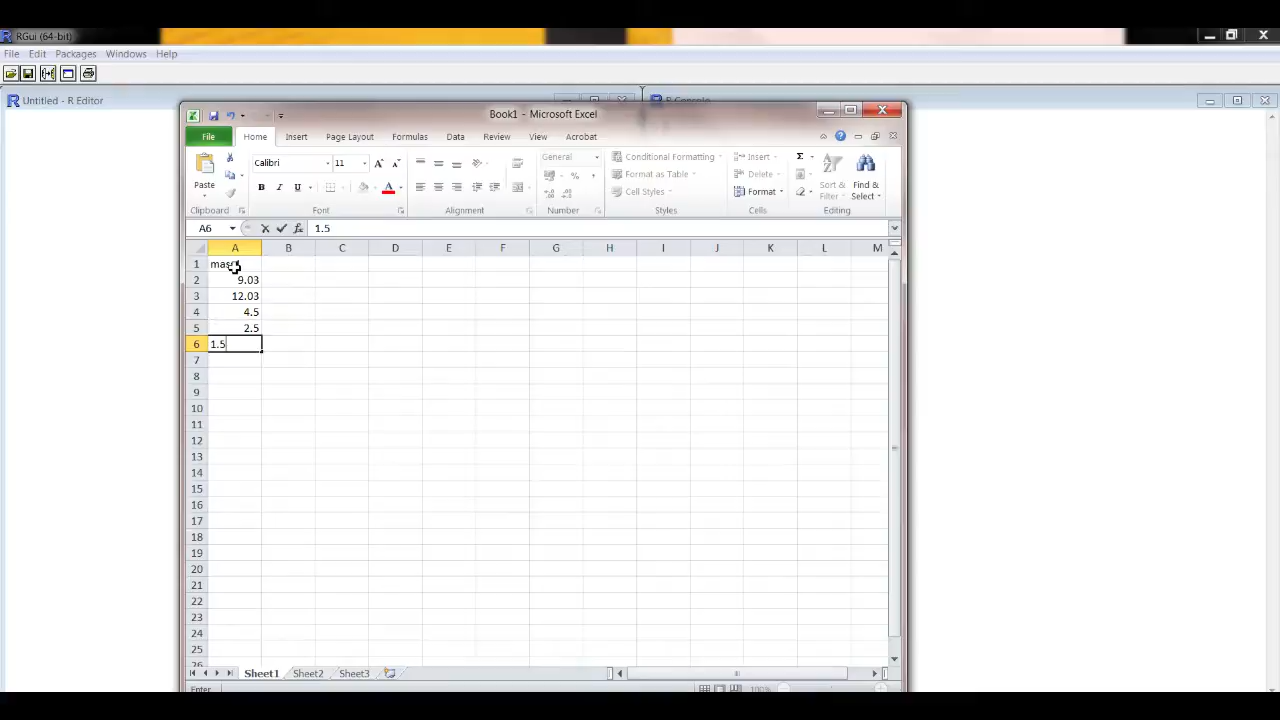 RGui (64-bit)
File Edit Packages Windows Help
Untitled - R Editor
R Console
Book1 - Microsoft Excel
File Home Insert Page Layout Formulas Data Review View Acrobat
Paste
Calibri 11
B I U
General
Conditional Formatting
Format as Table
Cell Styles
Insert
Delete
Format
Sort & Filter
Find & Select
Clipboard Font Alignment Number Styles Cells Editing
A6 fx 1.5
A B C D E F G H I J K L M
1
2 9.03
3 12.03
4 4.5
5 2.5
6 1.5
7
8
9
10
11
12
13
14
15
16
17
18
19
20
21
22
23
24
25
26
Sheet1 Sheet2 Sheet3
Enter 100%